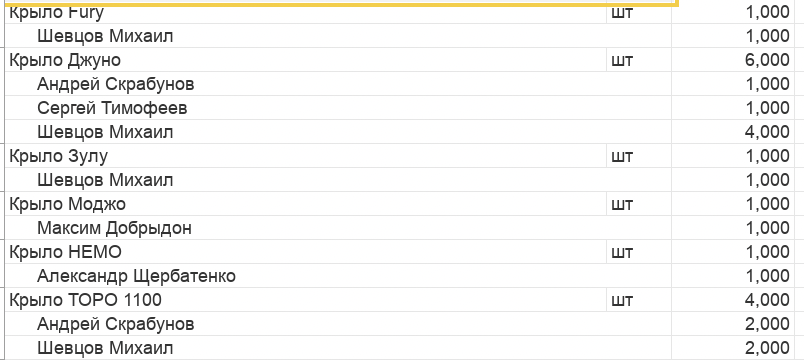 Крыло Fury шт 1,000
Шевцов Михаил 1,000
Крыло Джуно шт 6,000
Андрей Скрабунов 1,000
Сергей Тимофеев 1,000
Шевцов Михаил 4,000
Крыло Зулу шт 1,000
Шевцов Михаил 1,000
Крыло Моджо шт 1,000
Максим Добрыдон 1,000
Крыло НЕМО шт 1,000
Александр Щербатенко 1,000
Крыло ТОРО 1100 шт 4,000
Андрей Скрабунов 2,000
Шевцов Михаил 2,000